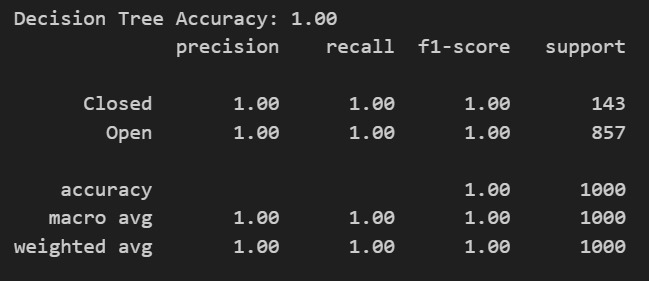 Decision Tree Accuracy: 1.00
precision recall f1-score support
Closed 1.00 1.00 1.00 143
Open 1.00 1.00 1.00 857
accuracy 1.00 1000
macro avg 1.00 1.00 1.00 1000
weighted avg 1.00 1.00 1.00 1000